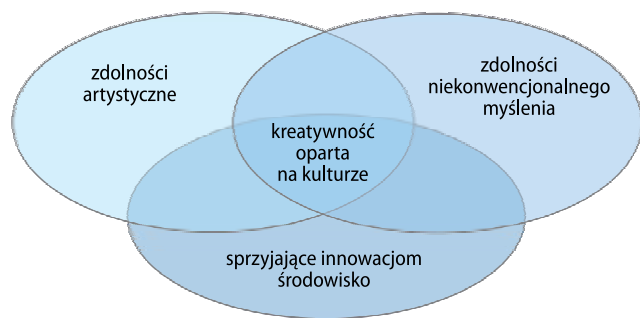 zdolności
artystyczne
zdolności
niekonwencjonalnego
myślenia
kreatywność
oparta
na kulturze
sprzyjające innowacjom
środowisko